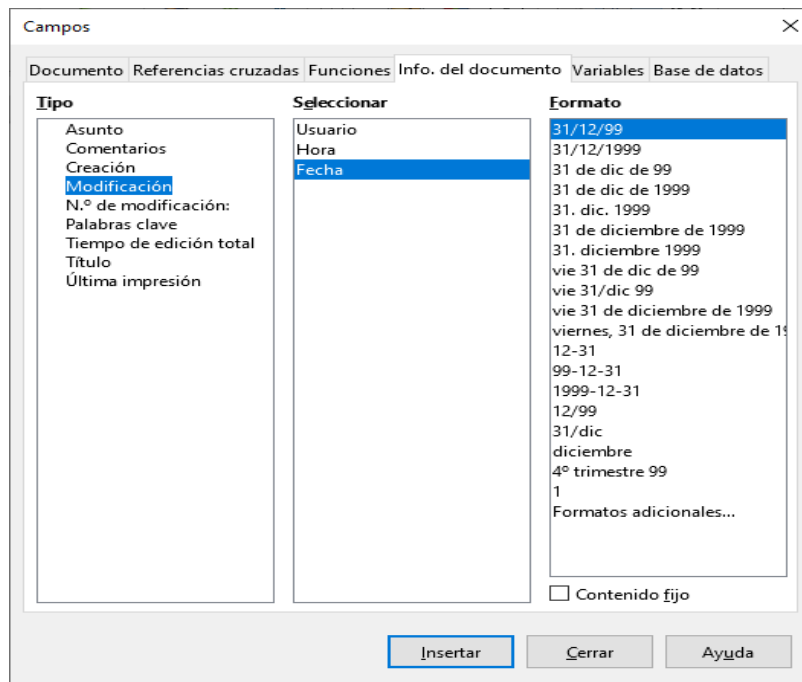 Campos
Documento Referencias cruzadas Funciones Info. del documento Variables Base de datos
Tipo
Asunto
Comentarios
Creación
Modificación
N.º de modificación:
Palabras clave
Tiempo de edición total
Título
Última impresión
Seleccionar
Usuario
Hora
Fecha
Formato
31/12/99
31/12/1999
31 de dic de 99
31 de dic de 1999
31. dic. 1999
31 de diciembre de 1999
31. diciembre 1999
vie 31 de dic de 99
vie 31/dic 99
vie 31 de diciembre de 1999
viernes, 31 de diciembre de 19
12-31
99-12-31
1999-12-31
12/99
31/dic
diciembre
4º trimestre 99
1
Formatos adicionales...
Contenido fijo
Insertar Cerrar Ayuda